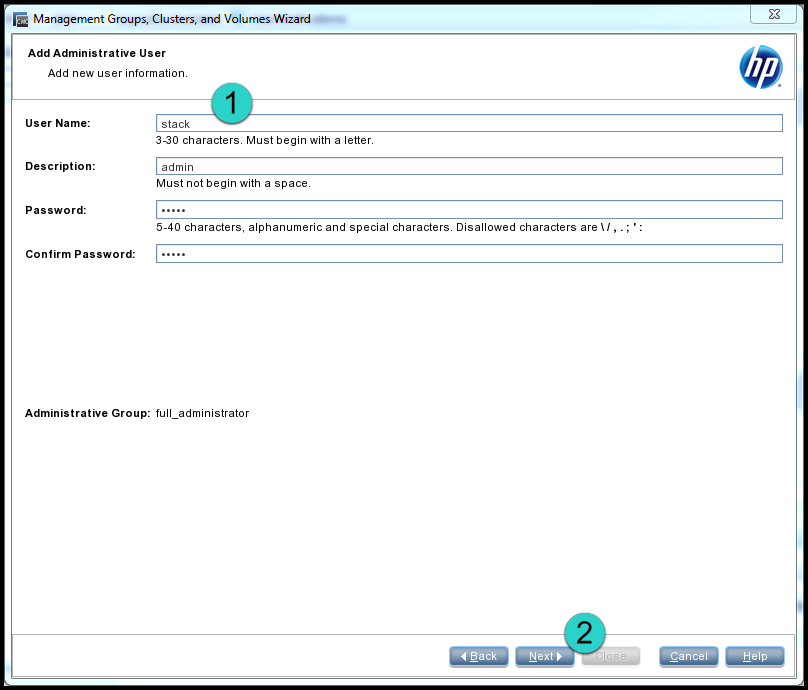 CMC Management Groups, Clusters, and Volumes Wizard
Add Administrative User
Add new user information.
hp
1
User Name: stack
3-30 characters. Must begin with a letter.
Description: admin
Must not begin with a space.
Password: •••••
5-40 characters, alphanumeric and special characters. Disallowed characters are \ / , . ; ' :
Confirm Password: •••••
Administrative Group: full_administrator
2
Back Next Close Cancel Help